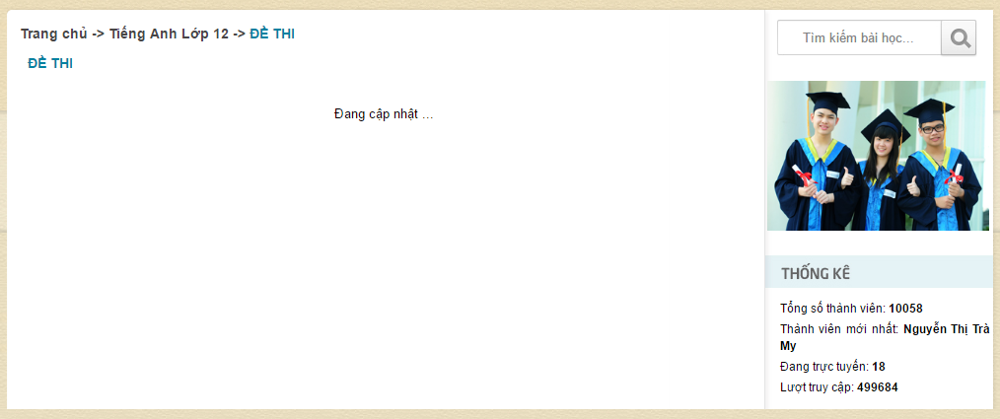 Trang chủ -> Tiếng Anh Lớp 12 -> ĐỀ THI
ĐỀ THI
Đang cập nhật ...
Tìm kiếm bài học...
THỐNG KÊ
Tổng số thành viên: 10058
Thành viên mới nhất: Nguyễn Thị Trà
My
Đang trực tuyến: 18
Lượt truy cập: 499684